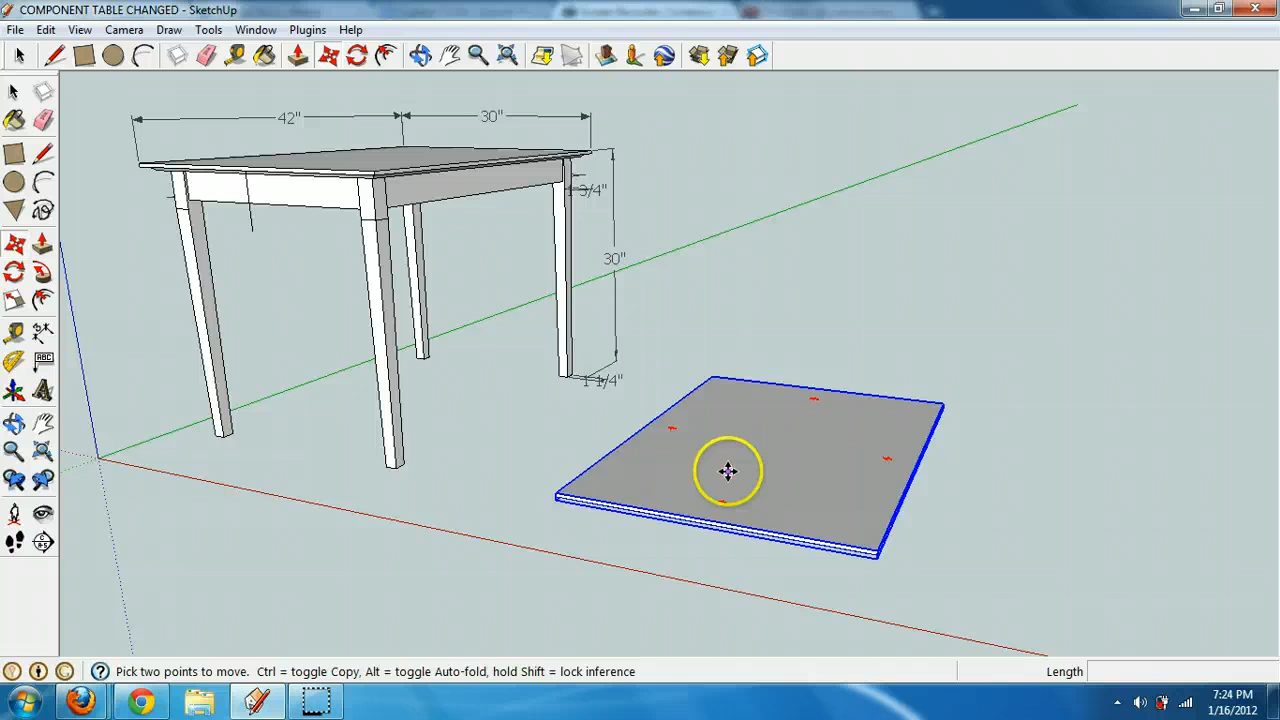 COMPONENT TABLE CHANGED - SketchUp
File Edit View Camera Draw Tools Window Plugins Help
42" 30"
1 3/4"
30"
1 1/4"
ABC
A
Pick two points to move. Ctrl = toggle Copy, Alt = toggle Auto-fold, hold Shift = lock inference
Length
7:24 PM
1/16/2012